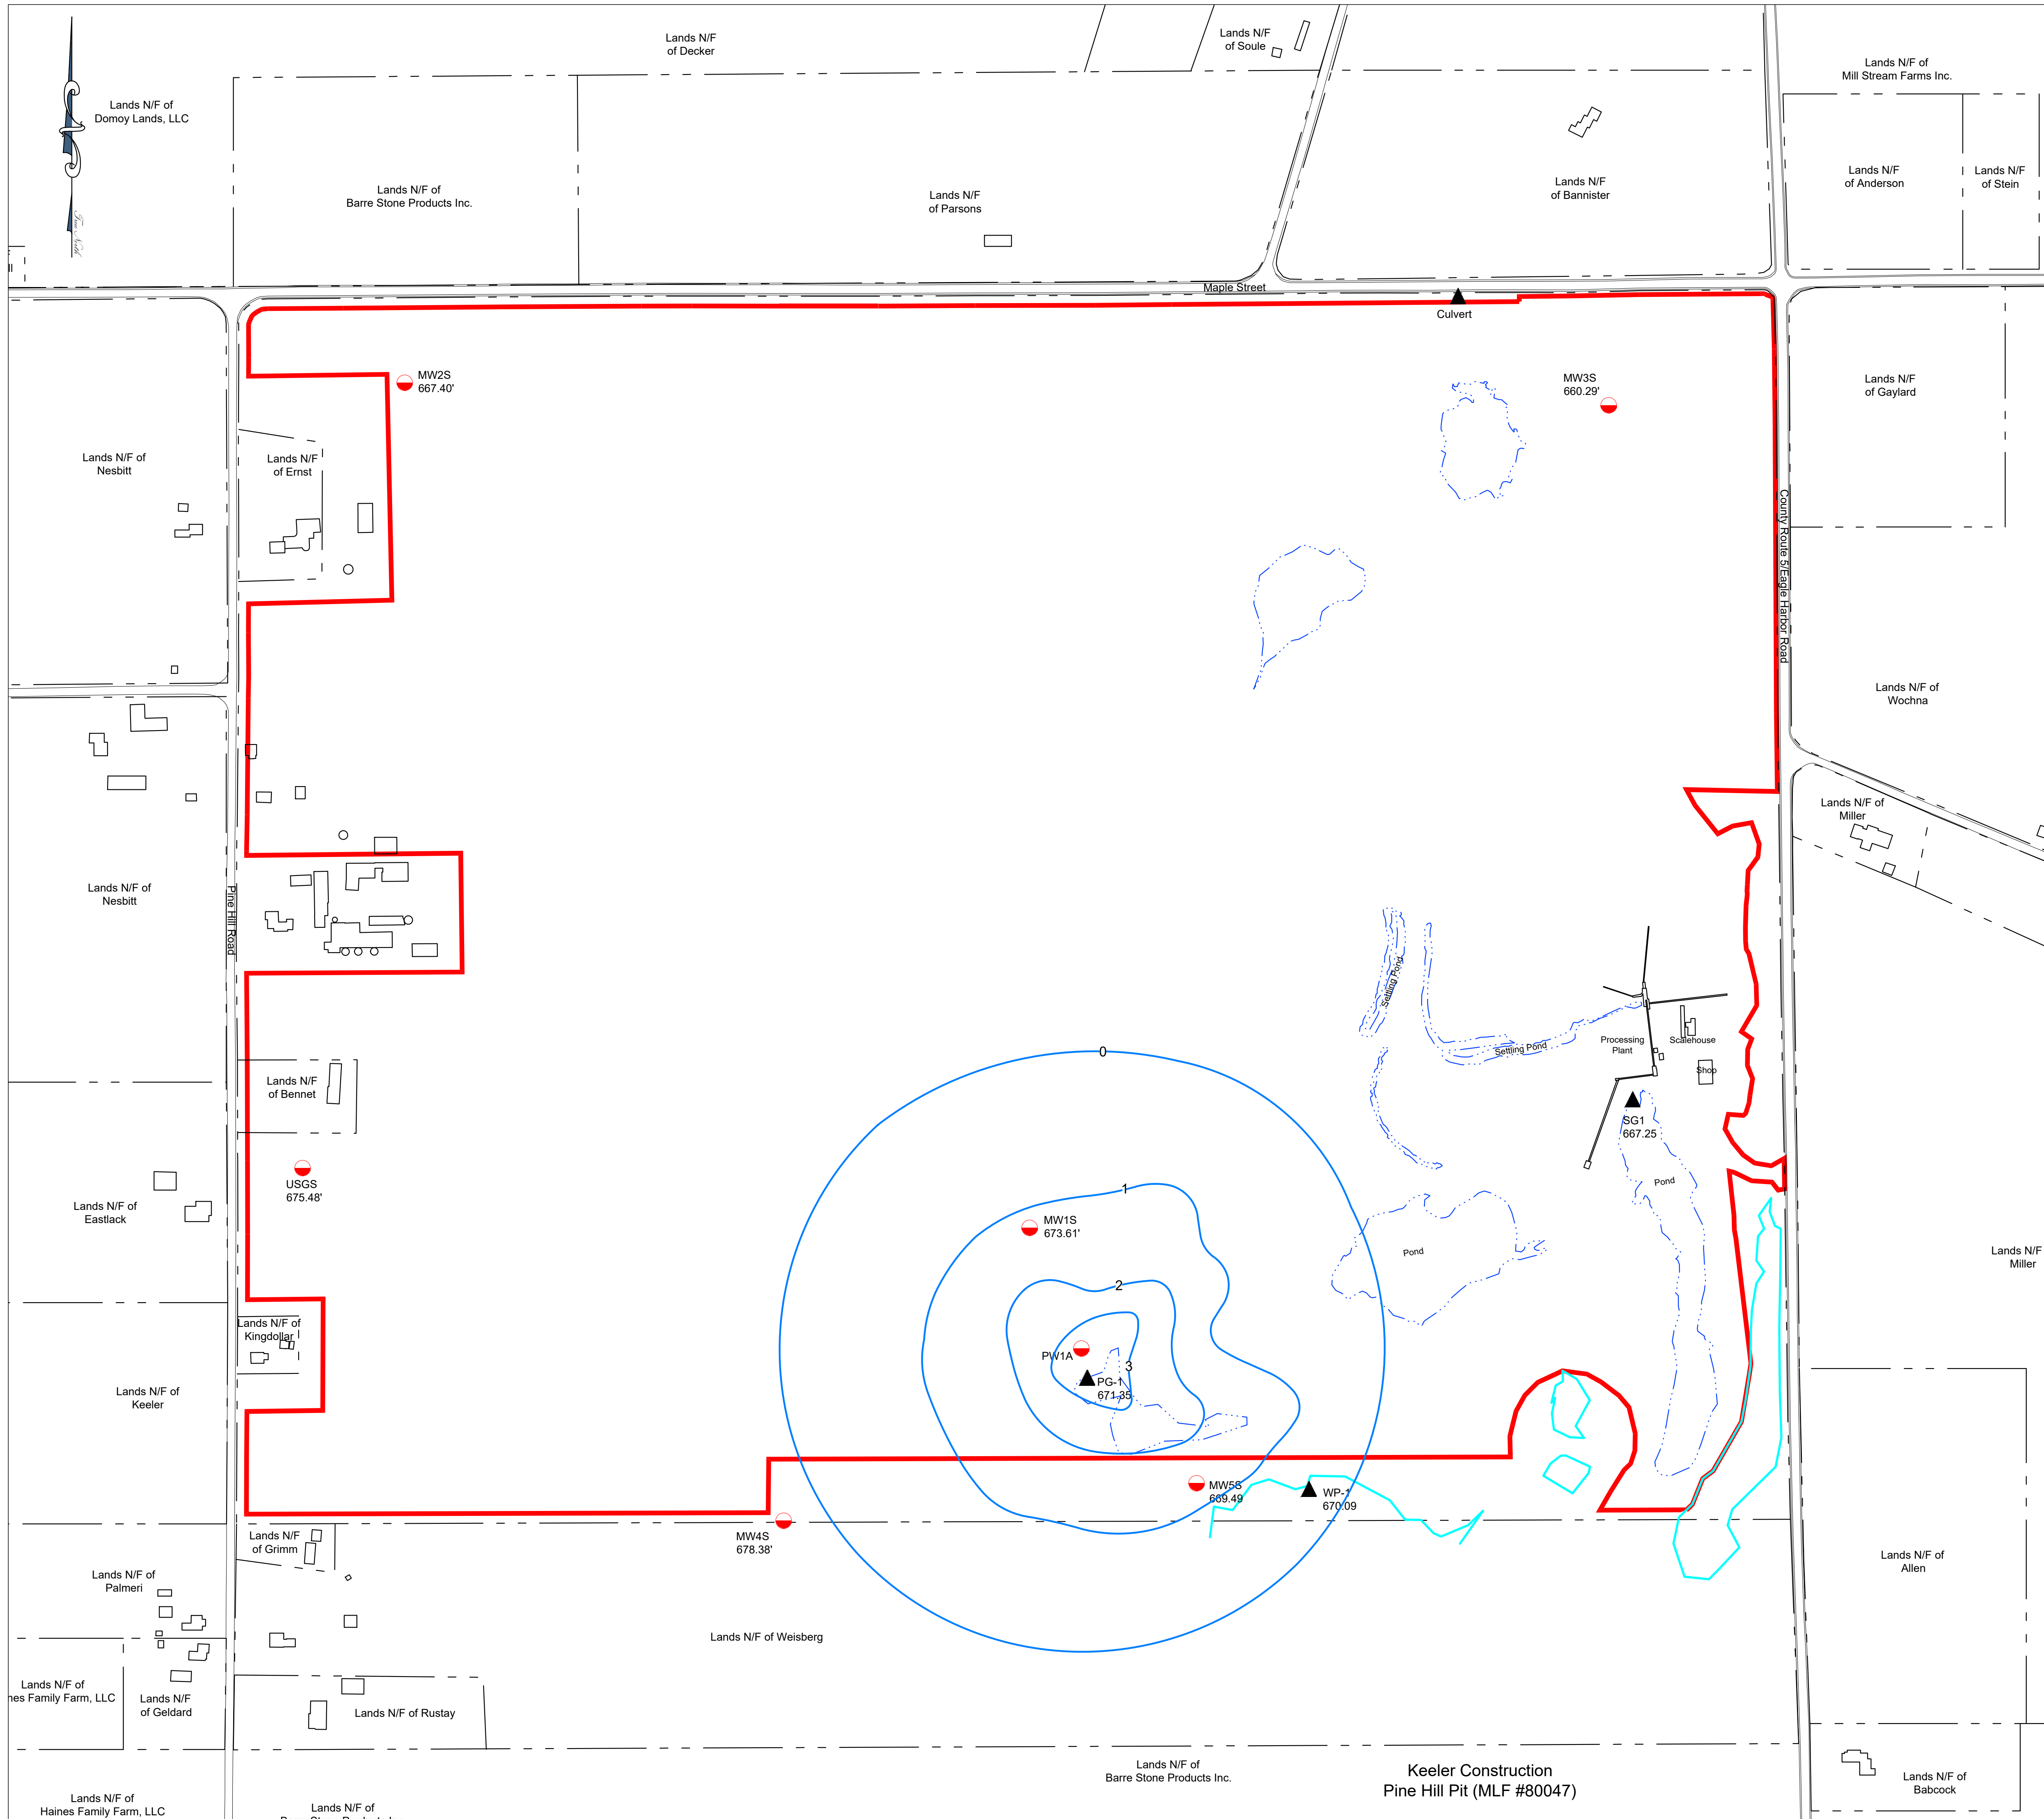 Lands N/F
of Decker
Lands N/F
of Soule
Lands N/F of
Mill Stream Farms Inc.
Lands N/F of
Domoy Lands, LLC
True North
Lands N/F of
Barre Stone Products Inc.
Lands N/F
of Parsons
Lands N/F
of Bannister
Lands N/F
of Anderson
Lands N/F
of Stein
Maple Street
Culvert
MW2S
667.40'
MW3S
660.29'
Lands N/F
of Gaylard
Lands N/F of
Nesbitt
Lands N/F
of Ernst
County Route 5/Eagle Harbor Road
Lands N/F of
Wochna
Lands N/F of
Miller
Lands N/F of
Nesbitt
Pine Hill Road
Settling Pond
Settling Pond
Processing
Plant
Scalehouse
Shop
0
Lands N/F
of Bennet
SG1
667.25
USGS
675.48'
1
Pond
Lands N/F of
Eastlack
MW1S
673.61'
Pond
Lands N/F
Miller
2
Lands N/F of
Kingdollar
PW1A
3
PG-1
671.35
Lands N/F of
Keeler
MW5S
669.49
WP-1
670.09
MW4S
678.38'
Lands N/F
of Grimm
Lands N/F of
Allen
Lands N/F of
Palmeri
Lands N/F of Weisberg
Lands N/F of
nes Family Farm, LLC
Lands N/F
of Geldard
Lands N/F of Rustay
Lands N/F of
Barre Stone Products Inc.
Keeler Construction
Pine Hill Pit (MLF #80047)
Lands N/F of
Babcock
Lands N/F of
Haines Family Farm, LLC
Lands N/F of